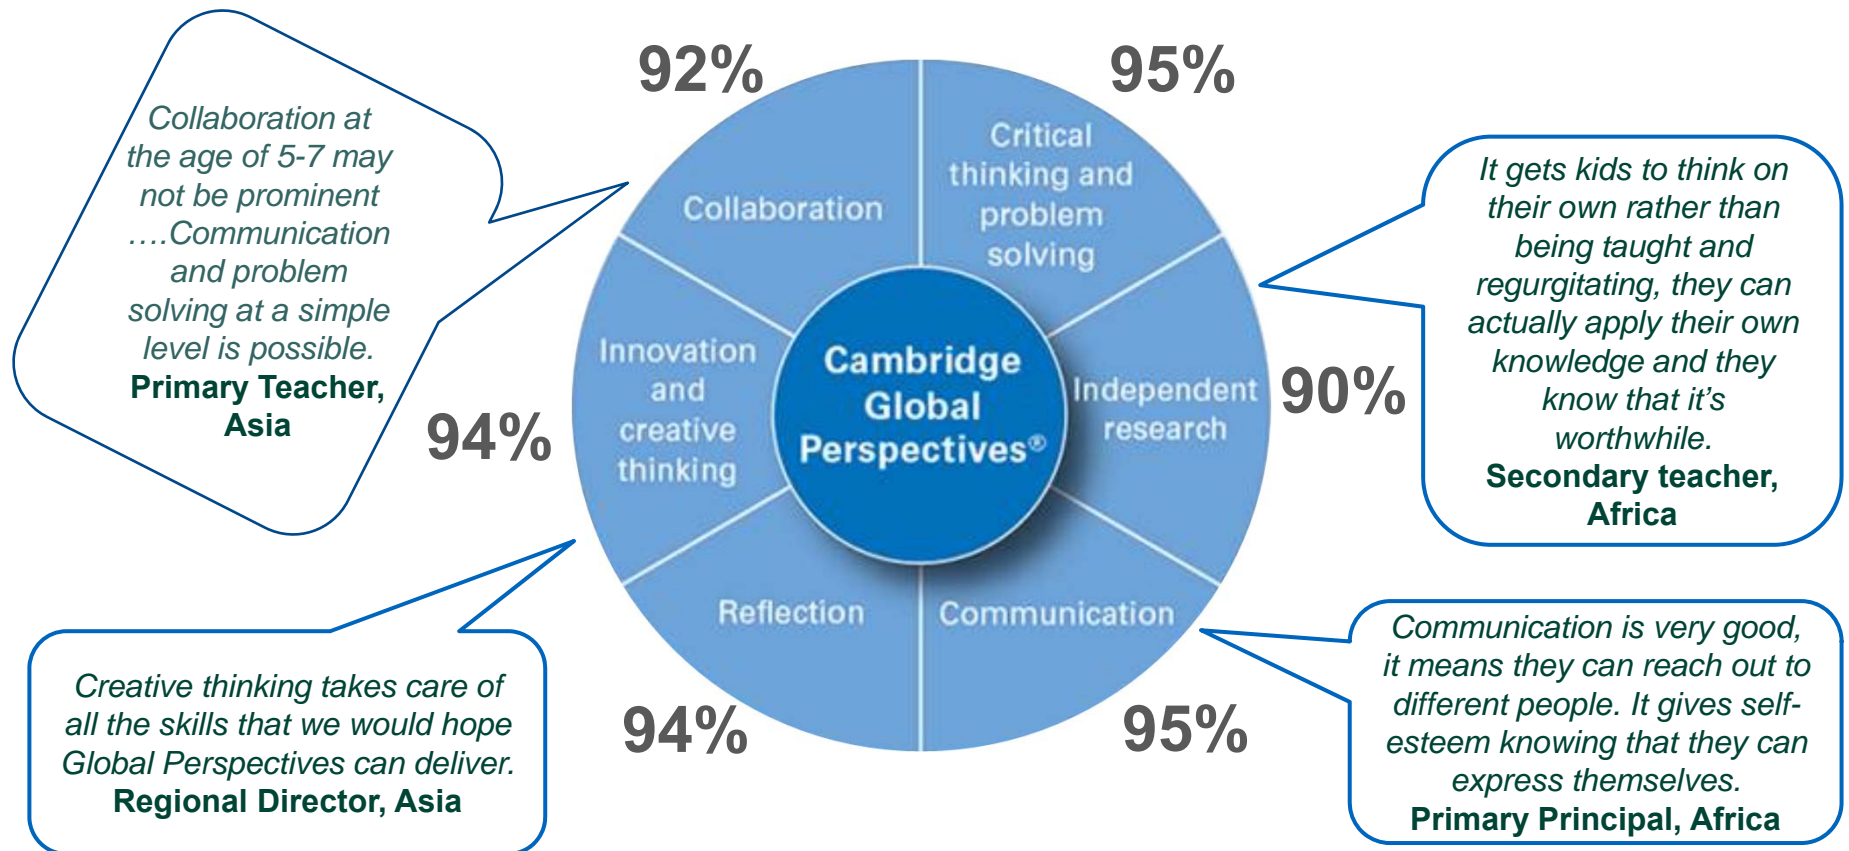 92%
95%
Collaboration at
the age of 5-7 may
not be prominent
….Communication
and problem
solving at a simple
level is possible.
Primary Teacher,
Asia
Collaboration
Critical
thinking and
problem
solving
It gets kids to think on
their own rather than
being taught and
regurgitating, they can
actually apply their own
knowledge and they
know that it’s
worthwhile.
Secondary teacher,
Africa
94%
Innovation
and
creative
thinking
Cambridge
Global
Perspectives®
Independent
research
90%
Reflection
Communication
Creative thinking takes care of
all the skills that we would hope
Global Perspectives can deliver.
Regional Director, Asia
94%
95%
Communication is very good,
it means they can reach out to
different people. It gives self-
esteem knowing that they can
express themselves.
Primary Principal, Africa